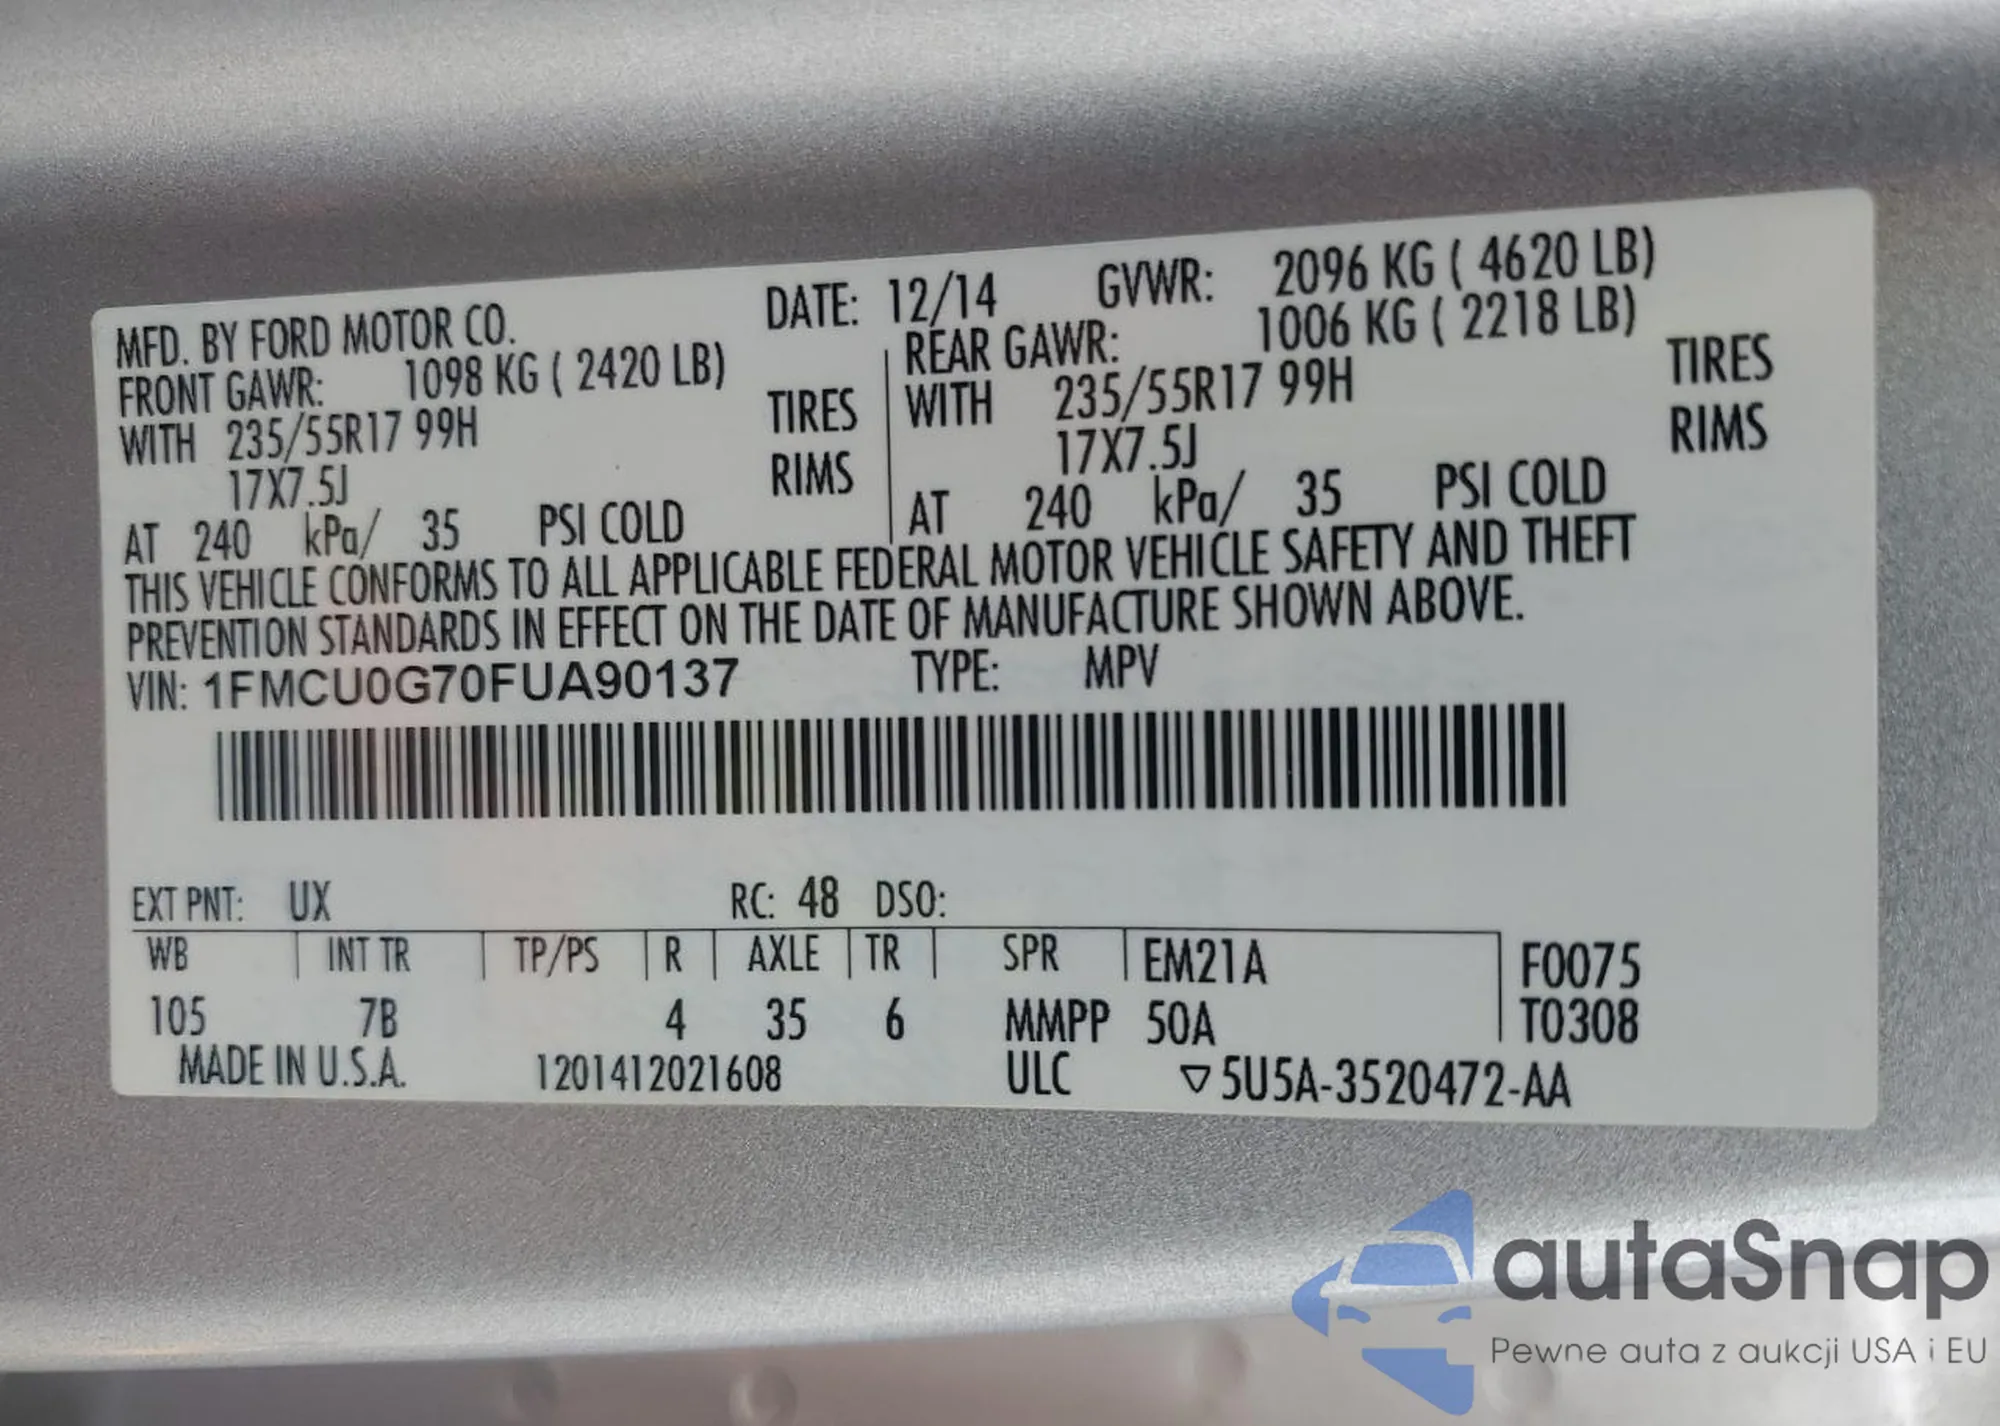 MFD. BY FORD MOTOR CO. DATE: 12/14 GVWR: 2096 KG ( 4620 LB)
FRONT GAWR: 1098 KG ( 2420 LB) REAR GAWR: 1006 KG ( 2218 LB)
WITH 235/55R17 99H TIRES WITH 235/55R17 99H TIRES
17X7.5J RIMS 17X7.5J RIMS
AT 240 kPa/ 35 PSI COLD AT 240 kPa/ 35 PSI COLD
THIS VEHICLE CONFORMS TO ALL APPLICABLE FEDERAL MOTOR VEHICLE SAFETY AND THEFT
PREVENTION STANDARDS IN EFFECT ON THE DATE OF MANUFACTURE SHOWN ABOVE.
VIN: 1FMCU0G70FUA90137 TYPE: MPV
EXT PNT: UX RC: 48 DSO:
WB INT TR TP/PS R AXLE TR SPR EM21A F0075
105 7B 4 35 6 MMPP 50A T0308
MADE IN U.S.A. 1201412021608 ULC ▽5U5A-3520472-AA
autaSnap
Pewne auta z aukcji USA i EU